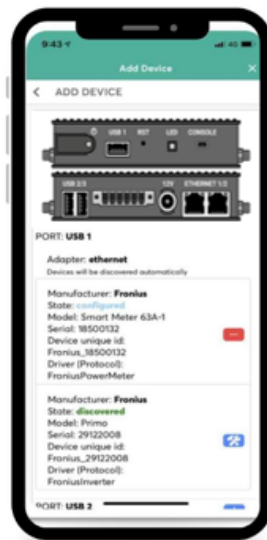 9:43
4G
Add Device
ADD DEVICE
USB 1 RST LED CONSOLE
USB 2/3 12V ETHERNET 1/2
PORT: USB 1
Adapter: ethernet
Devices will be discovered automatically
Manufacturer: Fronius
State: configured
Model: Smart Meter 63A-1
Serial: 18500132
Device unique id:
Fronius_18500132
Driver (Protocol):
FroniusPowerMeter
Manufacturer: Fronius
State: discovered
Model: Primo
Serial: 29122008
Device unique id:
Fronius_29122008
Driver (Protocol):
FroniusInverter
PORT: USB 2